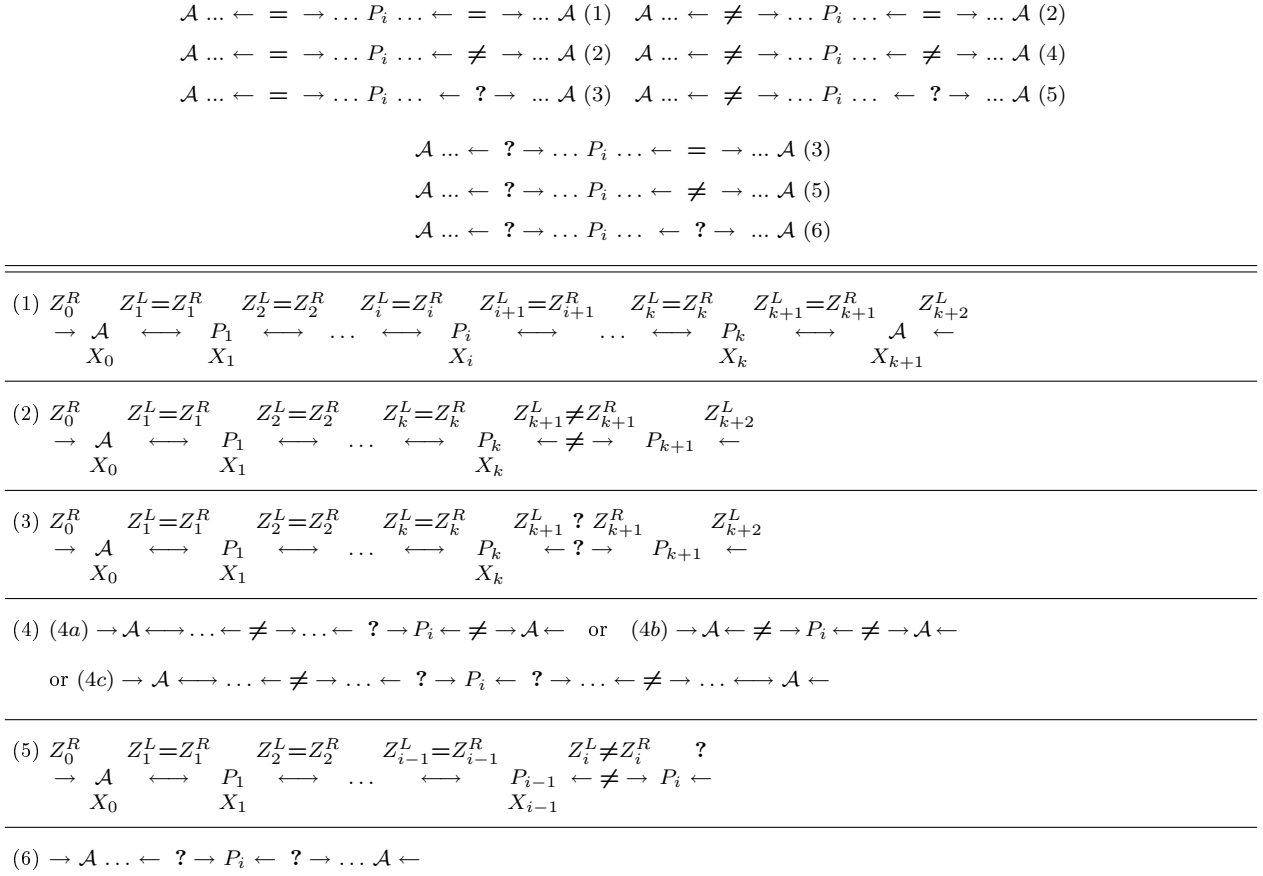 𝒜 ... ← = → … P_i … ← = → ... 𝒜 (1)   𝒜 ... ← ≠ → … P_i … ← = → ... 𝒜 (2)
𝒜 ... ← = → … P_i … ← ≠ → ... 𝒜 (2)   𝒜 ... ← ≠ → … P_i … ← ≠ → ... 𝒜 (4)
𝒜 ... ← = → … P_i … ← ? → ... 𝒜 (3)   𝒜 ... ← ≠ → … P_i … ← ? → ... 𝒜 (5)
𝒜 ... ← ? → … P_i … ← = → ... 𝒜 (3)
𝒜 ... ← ? → … P_i … ← ≠ → ... 𝒜 (5)
𝒜 ... ← ? → … P_i … ← ? → ... 𝒜 (6)
(1) Z_0^R   Z_1^L=Z_1^R   Z_2^L=Z_2^R   Z_i^L=Z_i^R   Z_{i+1}^L=Z_{i+1}^R   Z_k^L=Z_k^R   Z_{k+1}^L=Z_{k+1}^R   Z_{k+2}^L
→ 𝒜 ⟷ P_1 ⟷ … ⟷ P_i ⟷ … ⟷ P_k ⟷ 𝒜 ←
X_0   X_1   X_i   X_k   X_{k+1}
(2) Z_0^R   Z_1^L=Z_1^R   Z_2^L=Z_2^R   Z_k^L=Z_k^R   Z_{k+1}^L≠Z_{k+1}^R   Z_{k+2}^L
→ 𝒜 ⟷ P_1 ⟷ … ⟷ P_k ← ≠ → P_{k+1} ←
X_0   X_1   X_k
(3) Z_0^R   Z_1^L=Z_1^R   Z_2^L=Z_2^R   Z_k^L=Z_k^R   Z_{k+1}^L ? Z_{k+1}^R   Z_{k+2}^L
→ 𝒜 ⟷ P_1 ⟷ … ⟷ P_k ← ? → P_{k+1} ←
X_0   X_1   X_k
(4) (4a) → 𝒜 ⟷ … ← ≠ → … ← ? → P_i ← ≠ → 𝒜 ←   or   (4b) → 𝒜 ← ≠ → P_i ← ≠ → 𝒜 ←
or (4c) → 𝒜 ⟷ … ← ≠ → … ← ? → P_i ← ? → … ← ≠ → … ⟷ 𝒜 ←
(5) Z_0^R   Z_1^L=Z_1^R   Z_2^L=Z_2^R   Z_{i−1}^L=Z_{i−1}^R   Z_i^L≠Z_i^R   ?
→ 𝒜 ⟷ P_1 ⟷ … ⟷ P_{i−1} ← ≠ → P_i ←
X_0   X_1   X_{i−1}
(6) → 𝒜 … ← ? → P_i ← ? → … 𝒜 ←